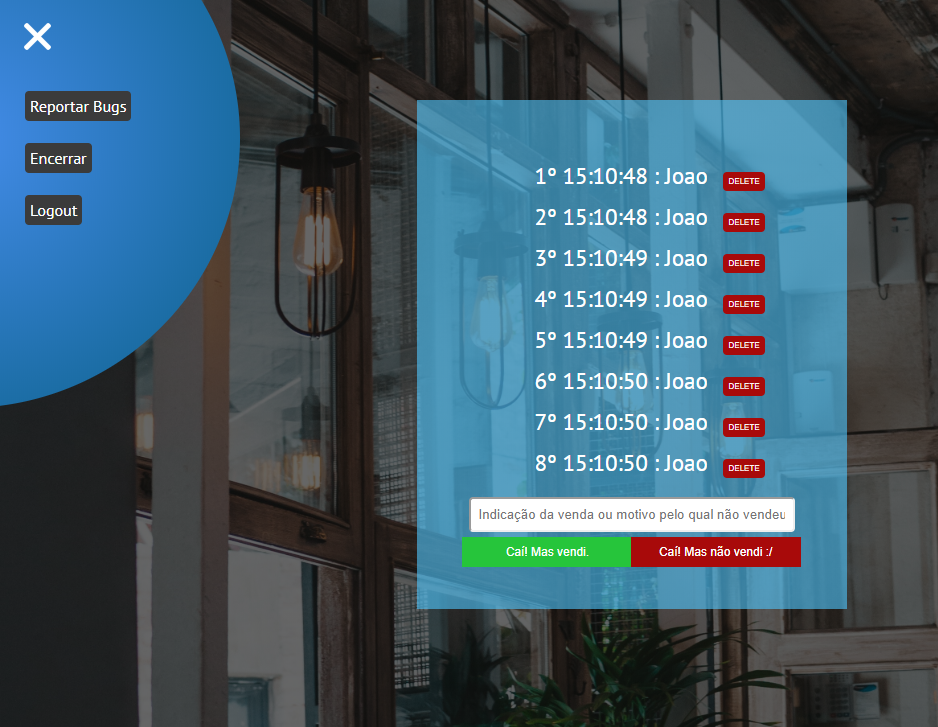 Reportar Bugs
Encerrar
Logout
1º 15:10:48 : Joao DELETE
2º 15:10:48 : Joao DELETE
3º 15:10:49 : Joao DELETE
4º 15:10:49 : Joao DELETE
5º 15:10:49 : Joao DELETE
6º 15:10:50 : Joao DELETE
7º 15:10:50 : Joao DELETE
8º 15:10:50 : Joao DELETE
Indicação da venda ou motivo pelo qual não vendeu
Caí! Mas vendi. Caí! Mas não vendi :/